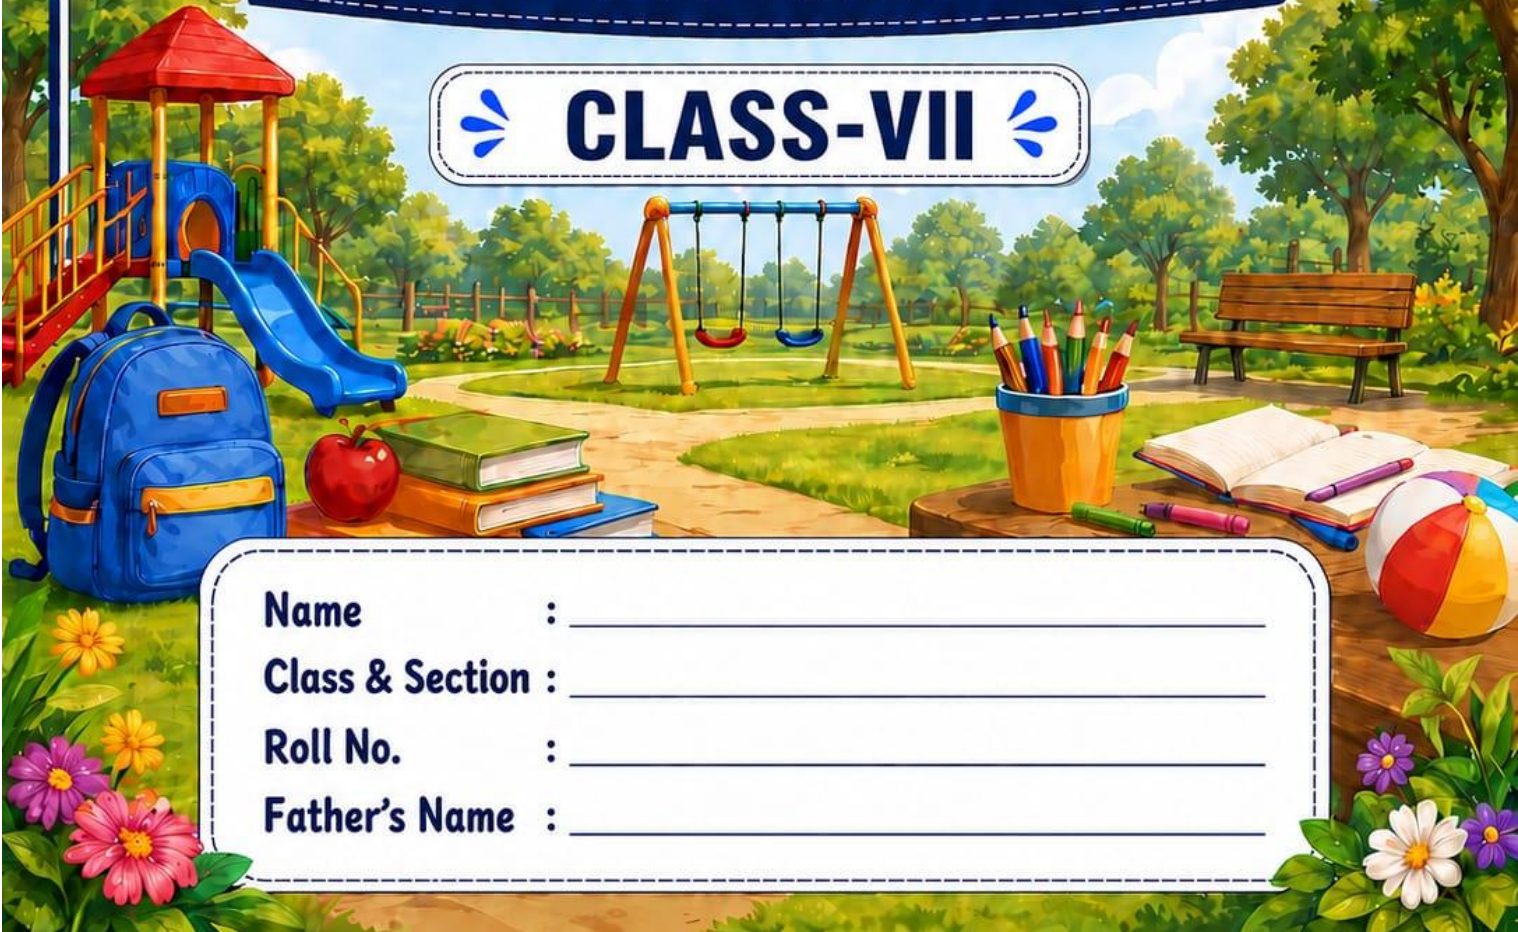 CLASS-VII
Name :
Class & Section :
Roll No. :
Father's Name :